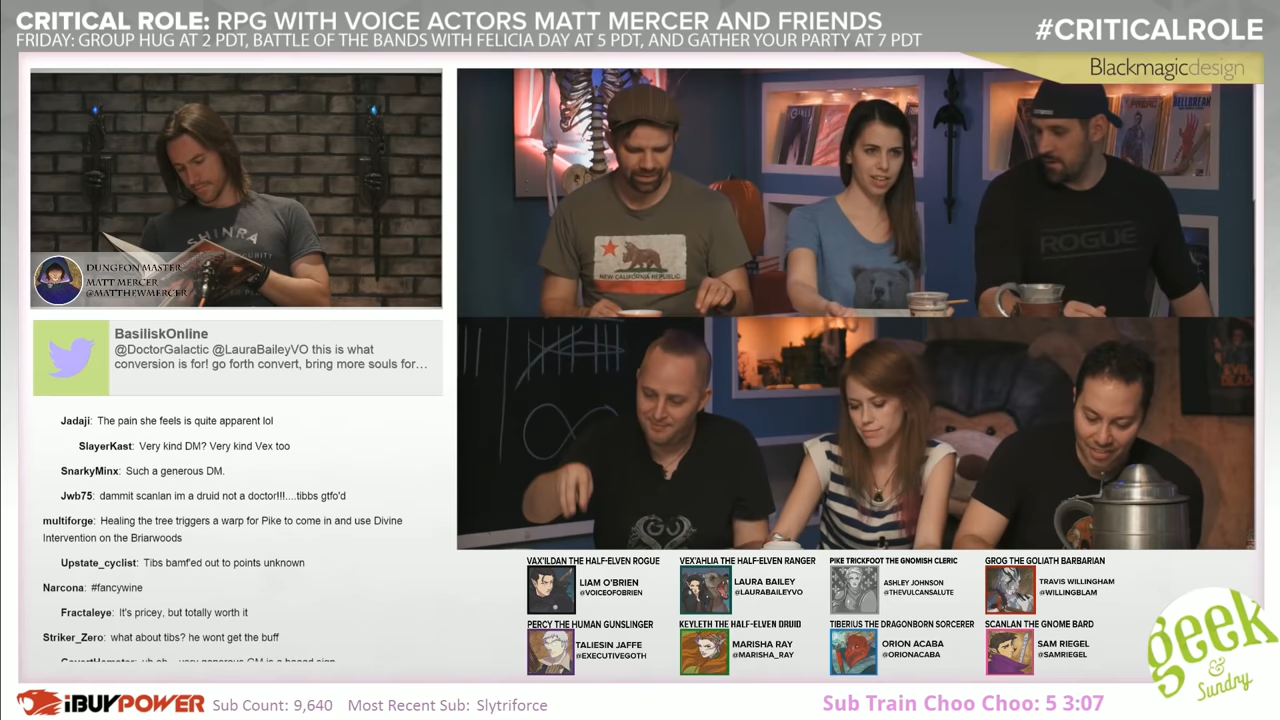 CRITICAL ROLE: RPG WITH VOICE ACTORS MATT MERCER AND FRIENDS
FRIDAY: GROUP HUG AT 2 PDT, BATTLE OF THE BANDS WITH FELICIA DAY AT 5 PDT, AND GATHER YOUR PARTY AT 7 PDT
#CRITICALROLE
Blackmagicdesign
SHINRA
DUNGEON MASTER
MATT MERCER
@MATTHEWMERCER
NEW CALIFORNIA REPUBLIC
ROGUE
HELLBREAK
EVIL
DEAD
BasiliskOnline
@DoctorGalactic @LauraBaileyVO this is what
conversion is for! go forth convert, bring more souls for…
Jadaji: The pain she feels is quite apparent lol
SlayerKast: Very kind DM? Very kind Vex too
SnarkyMinx: Such a generous DM.
Jwb75: dammit scanlan im a druid not a doctor!!!....tibbs gtfo'd
multiforge: Healing the tree triggers a warp for Pike to come in and use Divine
Intervention on the Briarwoods
Upstate_cyclist: Tibs bamf'ed out to points unknown
Narcona: #fancywine
Fractaleye: It's pricey, but totally worth it
Striker_Zero: what about tibs? he wont get the buff
VAX'ILDAN THE HALF-ELVEN ROGUE
LIAM O'BRIEN
@VOICEOFOBRIEN
VEX'AHLIA THE HALF-ELVEN RANGER
LAURA BAILEY
@LAURABAILEYVO
PIKE TRICKFOOT THE GNOMISH CLERIC
ASHLEY JOHNSON
@THEVULCANSALUTE
GROG THE GOLIATH BARBARIAN
TRAVIS WILLINGHAM
@WILLINGBLAM
PERCY THE HUMAN GUNSLINGER
TALIESIN JAFFE
@EXECUTIVEGOTH
KEYLETH THE HALF-ELVEN DRUID
MARISHA RAY
@MARISHA_RAY
TIBERIUS THE DRAGONBORN SORCERER
ORION ACABA
@ORIONACABA
SCANLAN THE GNOME BARD
SAM RIEGEL
@SAMRIEGEL
geek
&
Sundry
iBUYPOWER
Sub Count: 9,640 Most Recent Sub: Slytriforce
Sub Train Choo Choo: 5 3:07